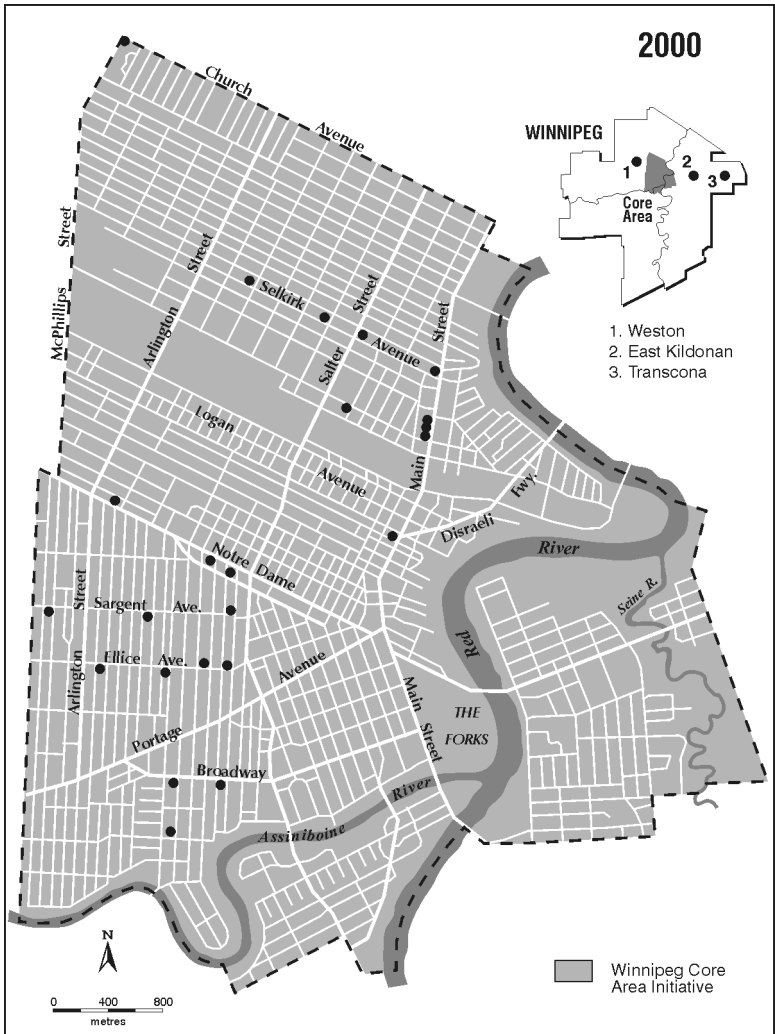 2000
Church
Avenue
WINNIPEG
1
2
3
Core
Area
1. Weston
2. East Kildonan
3. Transcona
McPhillips
Street
Arlington
Street
Selkirk
Avenue
Salter
Street
Main
Street
Logan
Avenue
Disraeli
Fwy.
Notre Dame
River
Red
Seine R.
Arlington
Street
Sargent Ave.
Ellice Ave.
Portage
Avenue
Main
Street
THE
FORKS
Broadway
Assiniboine
River
N
0 400 800
metres
Winnipeg Core
Area Initiative